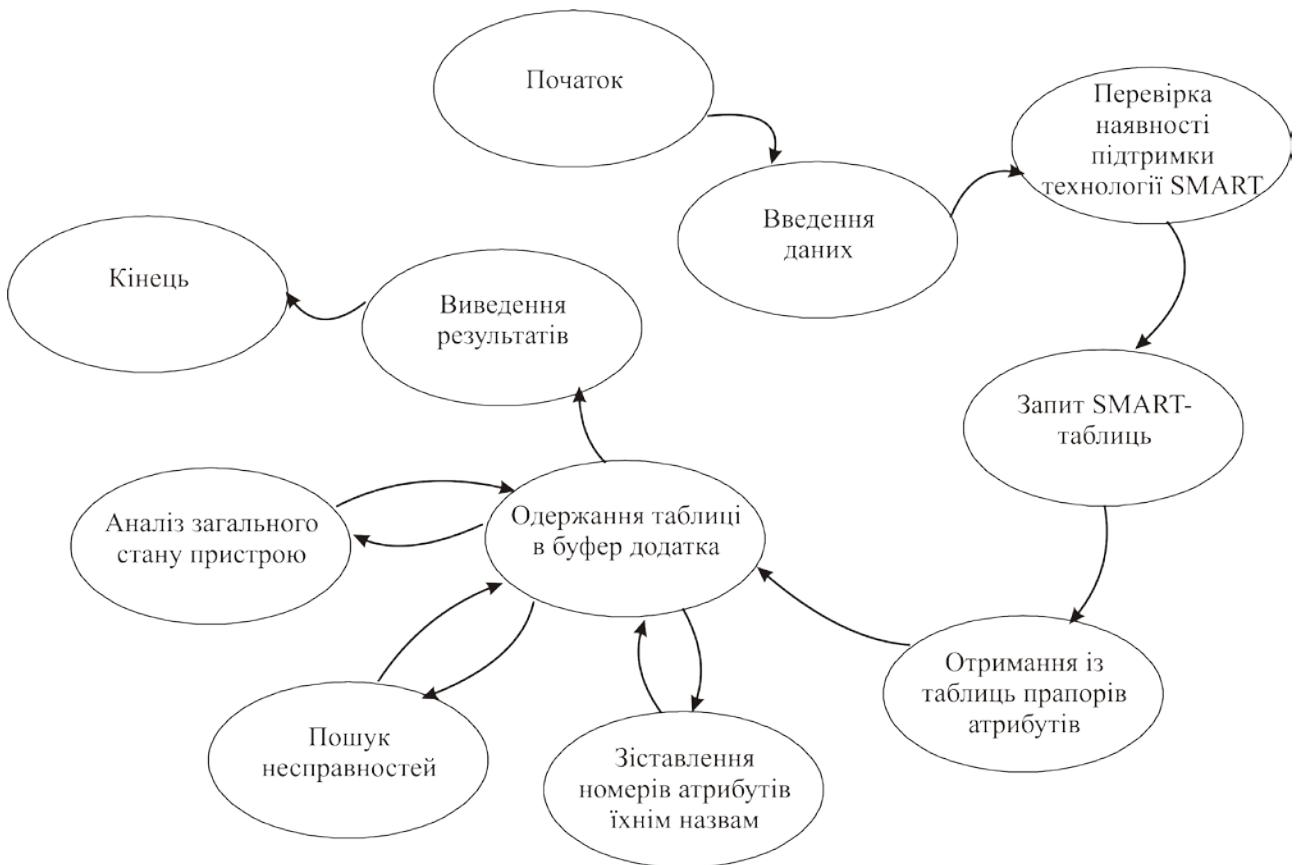 Початок
Перевірка
наявності
підтримки
технології SMART
Введення
даних
Кінець
Виведення
результатів
Запит SMART-
таблиць
Аналіз загального
стану пристрою
Одержання таблиці
в буфер додатка
Отримання із
таблиць прапорів
атрибутів
Пошук
несправностей
Зіставлення
номерів атрибутів
їхнім назвам